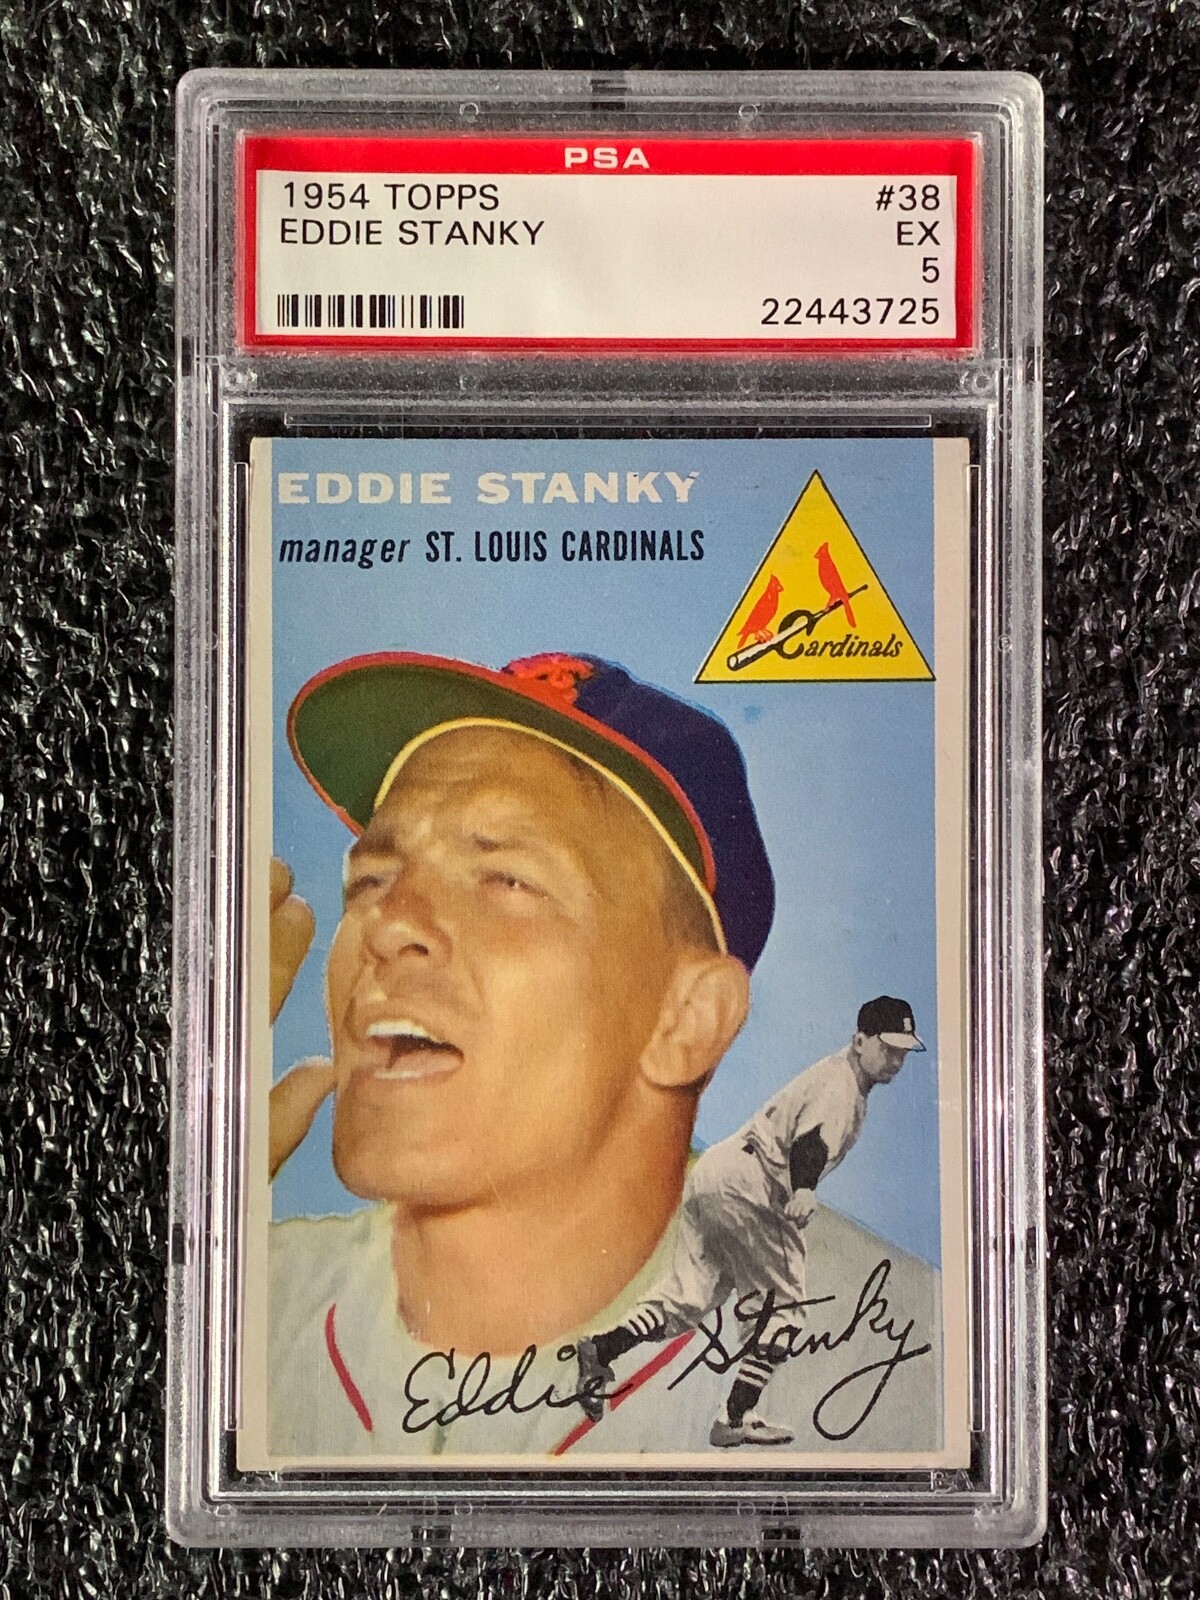 PSA
1954 TOPPS #38
EDDIE STANKY EX
5
22443725
EDDIE STANKY
manager ST. LOUIS CARDINALS
Cardinals
Eddie Stanky